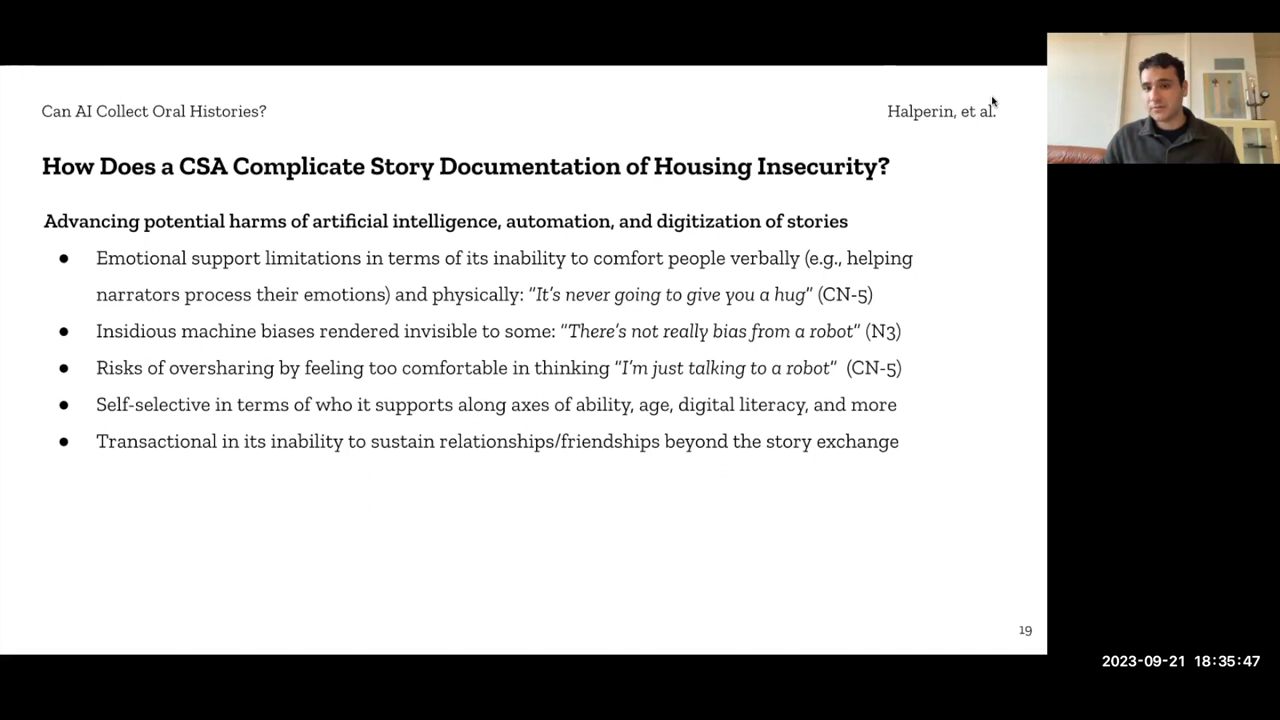 Can AI Collect Oral Histories?
Halperin, et al.
How Does a CSA Complicate Story Documentation of Housing Insecurity?
Advancing potential harms of artificial intelligence, automation, and digitization of stories
● Emotional support limitations in terms of its inability to comfort people verbally (e.g., helping
narrators process their emotions) and physically: “It’s never going to give you a hug” (CN-5)
● Insidious machine biases rendered invisible to some: “There’s not really bias from a robot” (N3)
● Risks of oversharing by feeling too comfortable in thinking “I’m just talking to a robot” (CN-5)
● Self-selective in terms of who it supports along axes of ability, age, digital literacy, and more
● Transactional in its inability to sustain relationships/friendships beyond the story exchange
19
2023-09-21 18:35:47